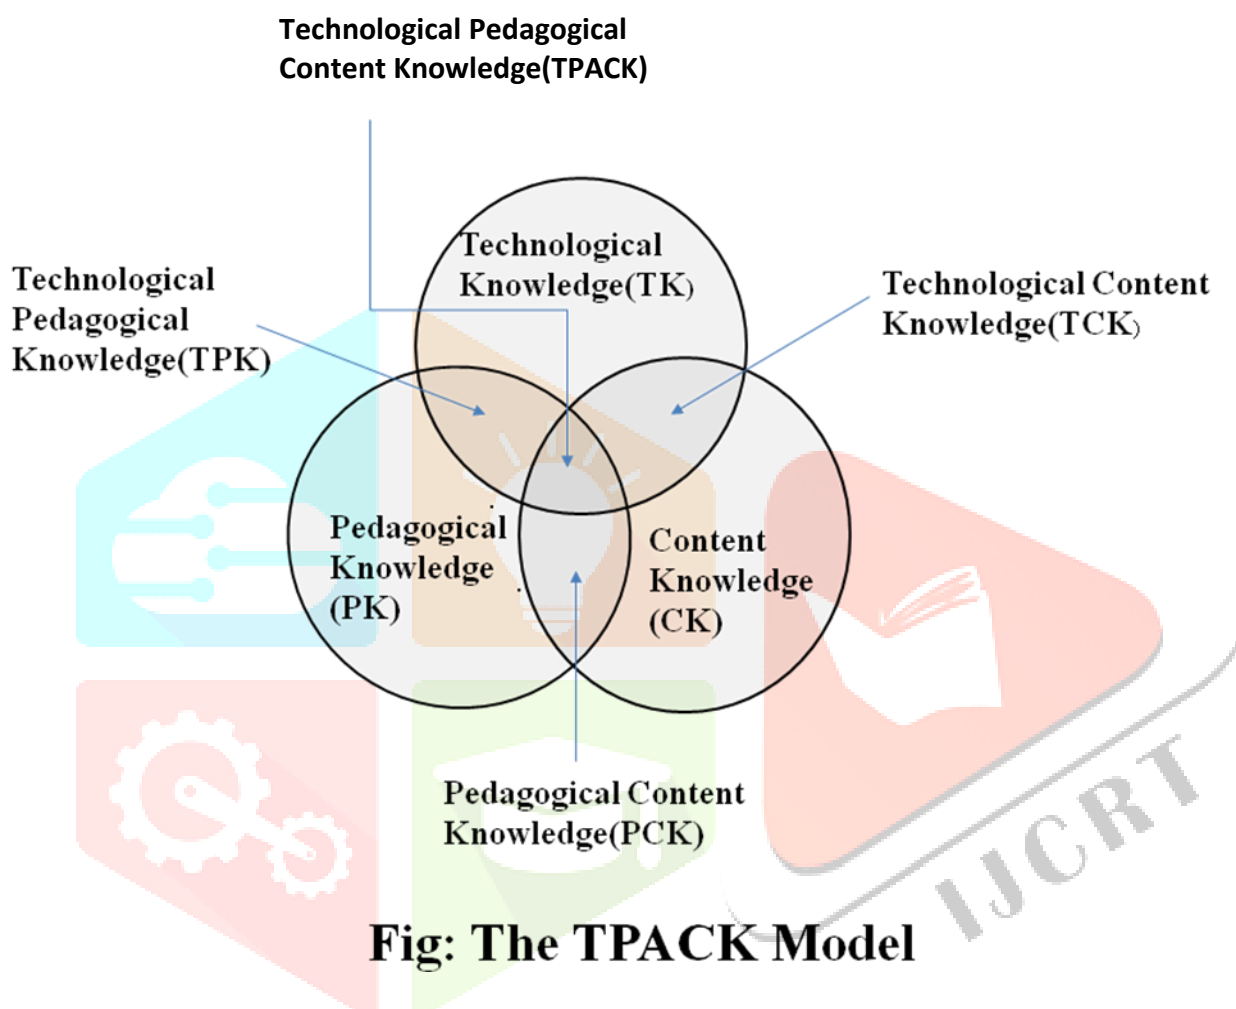 Technological Pedagogical
Content Knowledge(TPACK)
Technological
Knowledge(TK)
Technological
Pedagogical
Knowledge(TPK)
Technological Content
Knowledge(TCK)
Pedagogical
Knowledge
(PK)
Content
Knowledge
(CK)
Pedagogical Content
Knowledge(PCK)
IJCRT
Fig: The TPACK Model